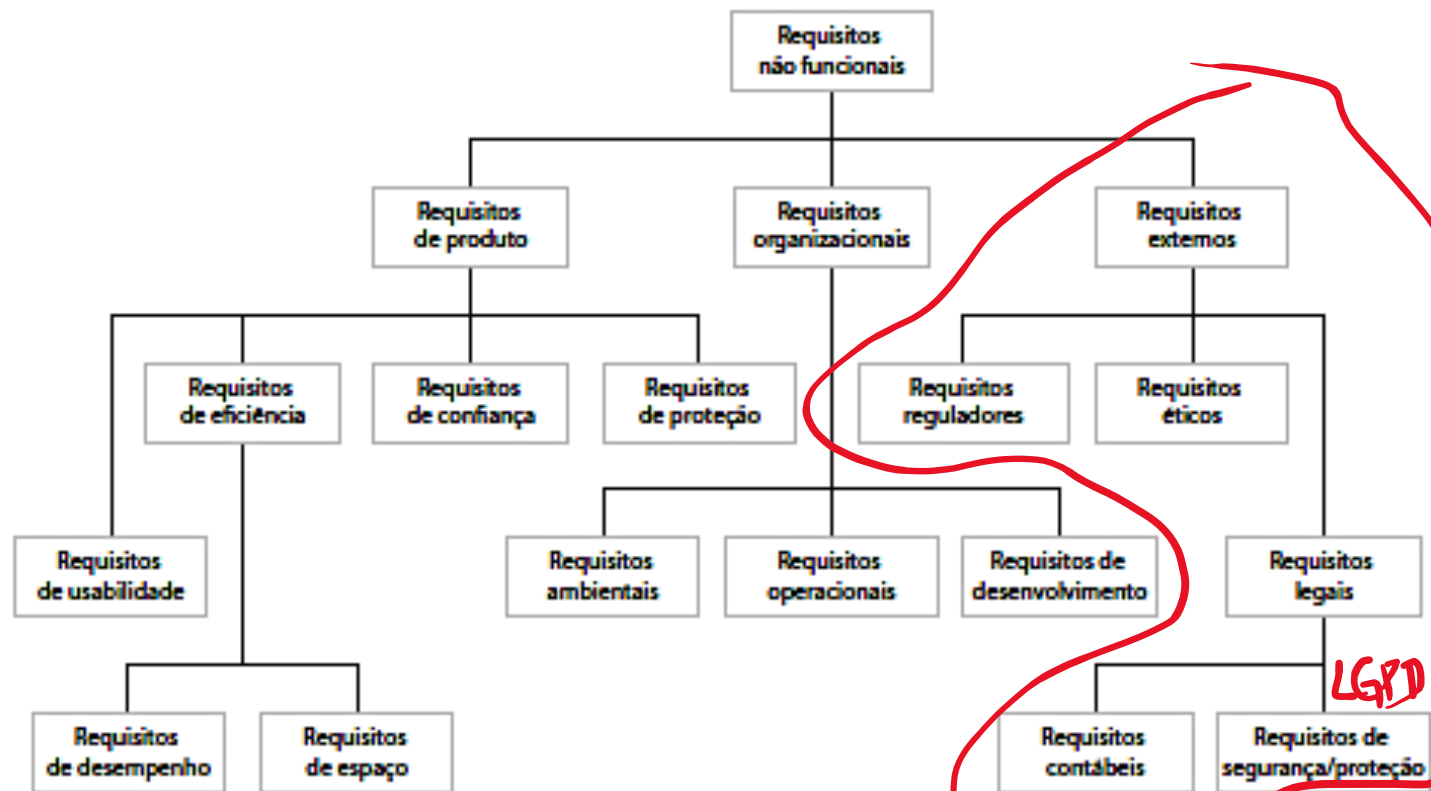 Requisitos
não funcionais
Requisitos
de produto
Requisitos
organizacionais
Requisitos
externos
Requisitos
de eficiência
Requisitos
de confiança
Requisitos
de proteção
Requisitos
reguladores
Requisitos
éticos
Requisitos
de usabilidade
Requisitos
ambientais
Requisitos
operacionais
Requisitos de
desenvolvimento
Requisitos
legais
LGPD
Requisitos
de desempenho
Requisitos
de espaço
Requisitos
contábeis
Requisitos de
segurança/proteção